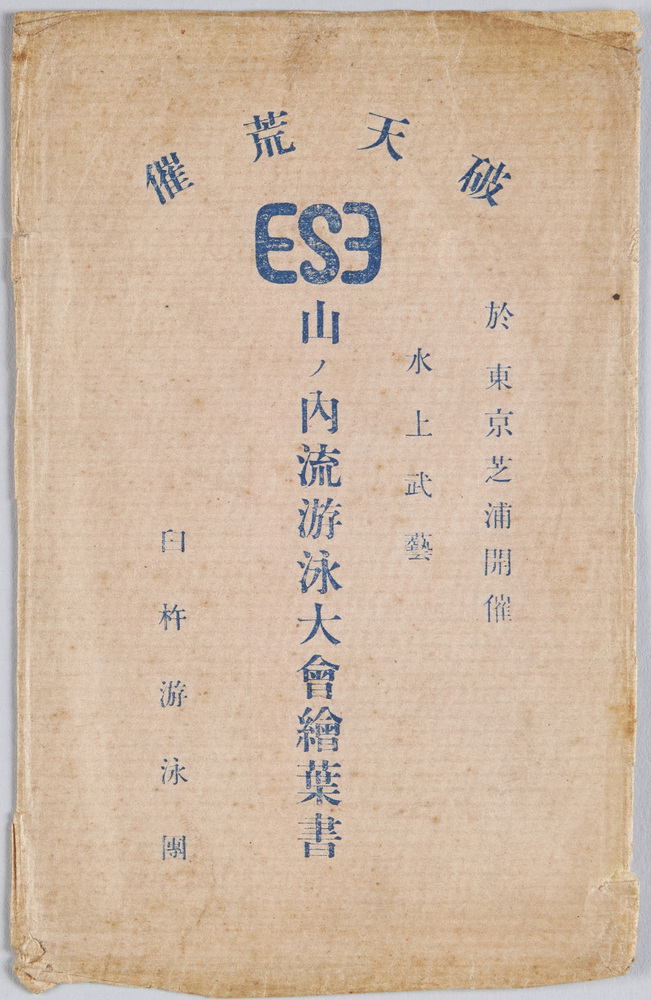 破天荒催
ESE
於東京芝浦開催
水上武藝
山ノ內流游泳大會繪葉書
臼杵游泳團